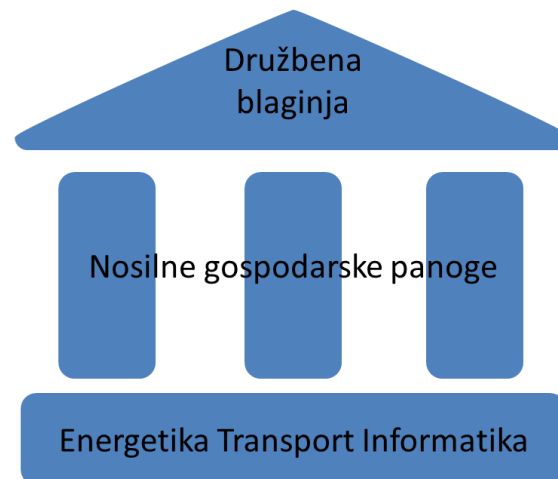 Družbena
blaginja
Nosilne gospodarske panoge
Energetika Transport Informatika